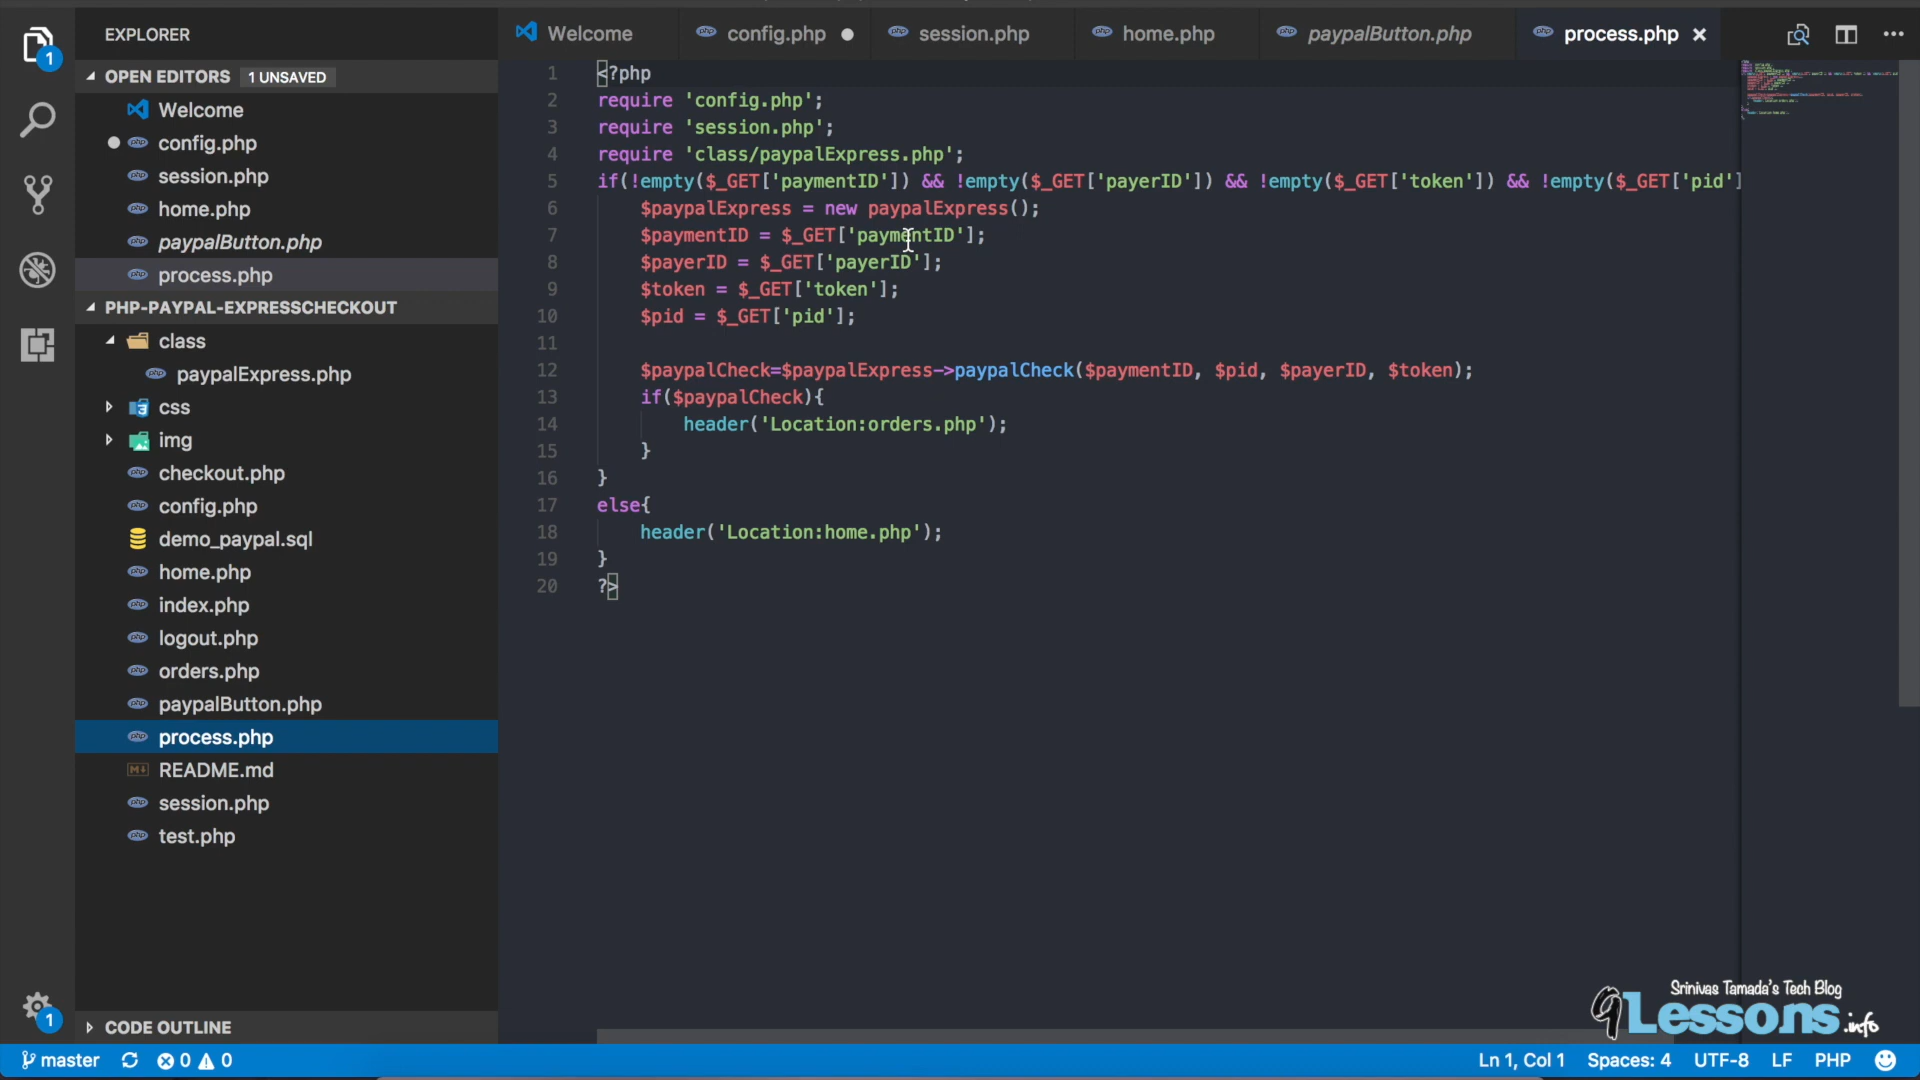 EXPLORER
OPEN EDITORS 1 UNSAVED
Welcome
config.php
session.php
home.php
paypalButton.php
process.php
PHP-PAYPAL-EXPRESSCHECKOUT
class
paypalExpress.php
css
img
checkout.php
config.php
demo_paypal.sql
home.php
index.php
logout.php
orders.php
paypalButton.php
process.php
README.md
session.php
test.php
CODE OUTLINE
1
1
Welcome config.php session.php home.php paypalButton.php process.php
1 <?php
2 require 'config.php';
3 require 'session.php';
4 require 'class/paypalExpress.php';
5 if(!empty($_GET['paymentID']) && !empty($_GET['payerID']) && !empty($_GET['token']) && !empty($_GET['pid']
6 $paypalExpress = new paypalExpress();
7 $paymentID = $_GET['paymentID'];
8 $payerID = $_GET['payerID'];
9 $token = $_GET['token'];
10 $pid = $_GET['pid'];
11
12 $paypalCheck=$paypalExpress->paypalCheck($paymentID, $pid, $payerID, $token);
13 if($paypalCheck){
14 header('Location:orders.php');
15 }
16 }
17 else{
18 header('Location:home.php');
19 }
20 ?>
Srinivas Tamada's Tech Blog
9Lessons.info
master 0 0 Ln 1, Col 1 Spaces: 4 UTF-8 LF PHP